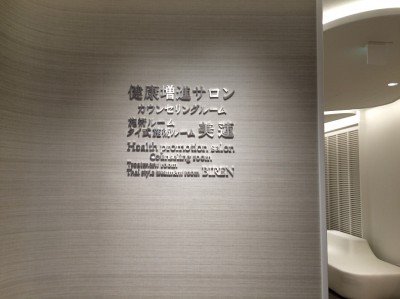 健康増進サロン
カウンセリングルーム
施術ルーム
タイ式施術ルーム 美蓮
Health promotion salon
Counseling room
Treatment room
Thai style treatment room BIREN